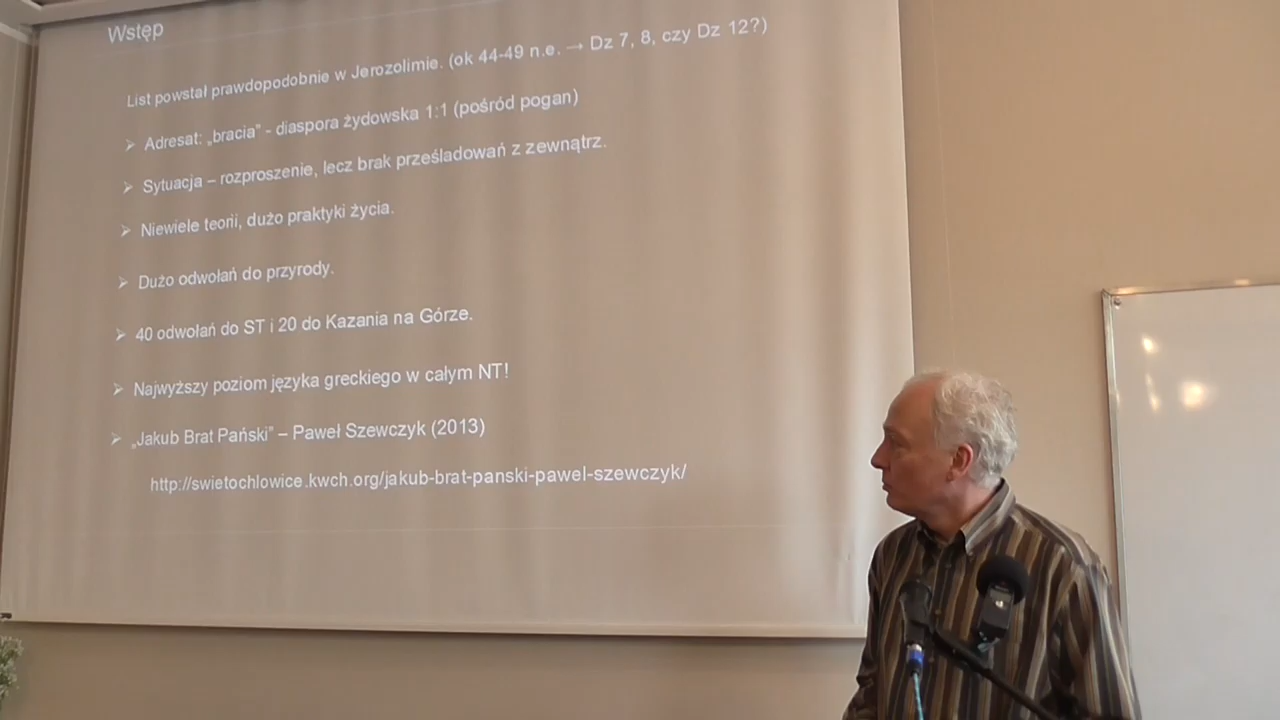 Wstęp
List powstał prawdopodobnie w Jerozolimie. (ok 44-49 n.e. → Dz 7, 8, czy Dz 12?)
➢ Adresat: „bracia” - diaspora żydowska 1:1 (pośród pogan)
➢ Sytuacja – rozproszenie, lecz brak prześladowań z zewnątrz.
➢ Niewiele teorii, dużo praktyki życia.
➢ Dużo odwołań do przyrody.
➢ 40 odwołań do ST i 20 do Kazania na Górze.
➢ Najwyższy poziom języka greckiego w całym NT!
➢ „Jakub Brat Pański” – Paweł Szewczyk (2013)
http://swietochlowice.kwch.org/jakub-brat-panski-pawel-szewczyk/